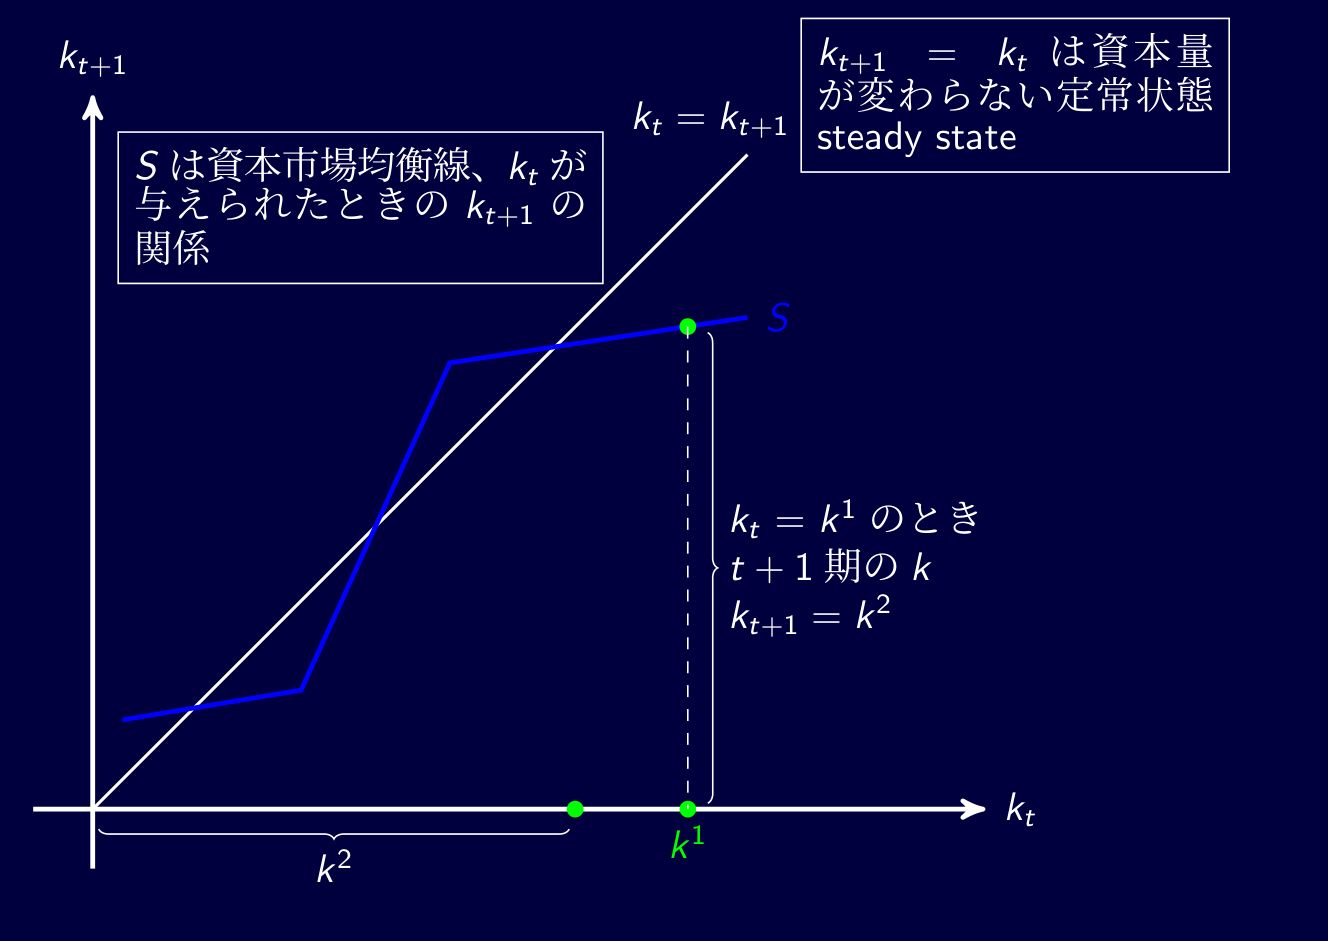 k_{t+1}
S は資本市場均衡線、k_t が
与えられたときの k_{t+1} の
関係
k_t = k_{t+1}
k_{t+1} = k_t は資本量
が変わらない定常状態
steady state
S
k_t = k^1 のとき
t + 1 期の k
k_{t+1} = k^2
k_t
k^1
k^2